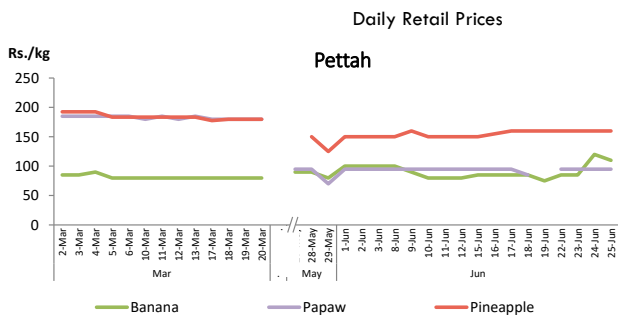 Daily Retail Prices
Rs./kg
Pettah
250
200
150
100
50
0
2-Mar
3-Mar
4-Mar
5-Mar
6-Mar
10-Mar
11-Mar
12-Mar
13-Mar
17-Mar
18-Mar
19-Mar
20-Mar
28-May
29-May
1-Jun
2-Jun
3-Jun
8-Jun
9-Jun
10-Jun
11-Jun
12-Jun
15-Jun
16-Jun
17-Jun
18-Jun
19-Jun
22-Jun
23-Jun
24-Jun
25-Jun
Mar
May
Jun
Banana
Papaw
Pineapple